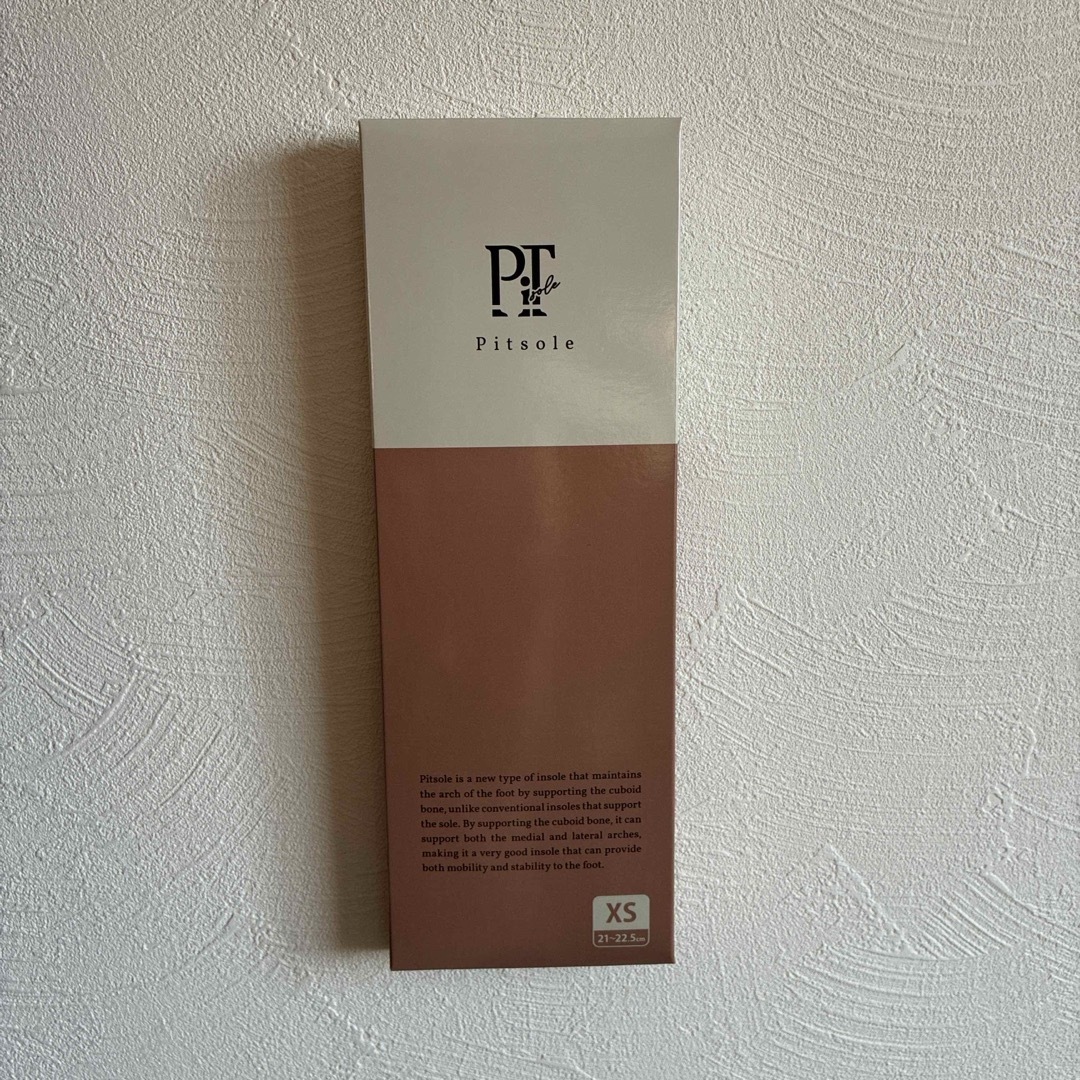 PiT
sole
Pitsole
Pitsole is a new type of insole that maintains
the arch of the foot by supporting the cuboid
bone, unlike conventional insoles that support
the sole. By supporting the cuboid bone, it can
support both the medial and lateral arches,
making it a very good insole that can provide
both mobility and stability to the foot.
XS
21~22.5cm